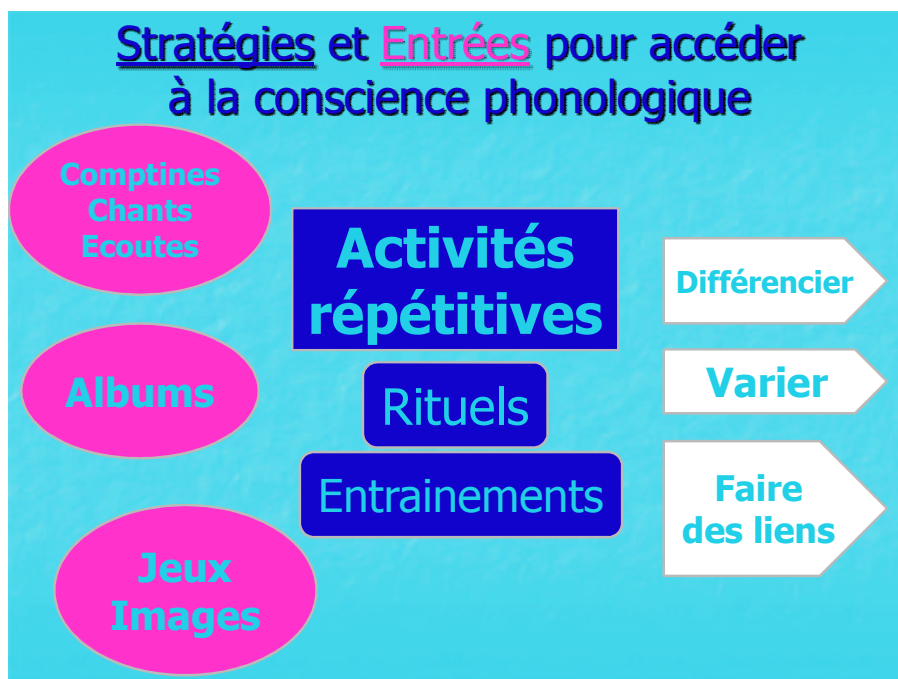 Stratégies et Entrées pour accéder
à la conscience phonologique
Comptines
Chants
Ecoutes
Albums
Jeux
Images
Activités
répétitives
Rituels
Entrainements
Différencier
Varier
Faire
des liens